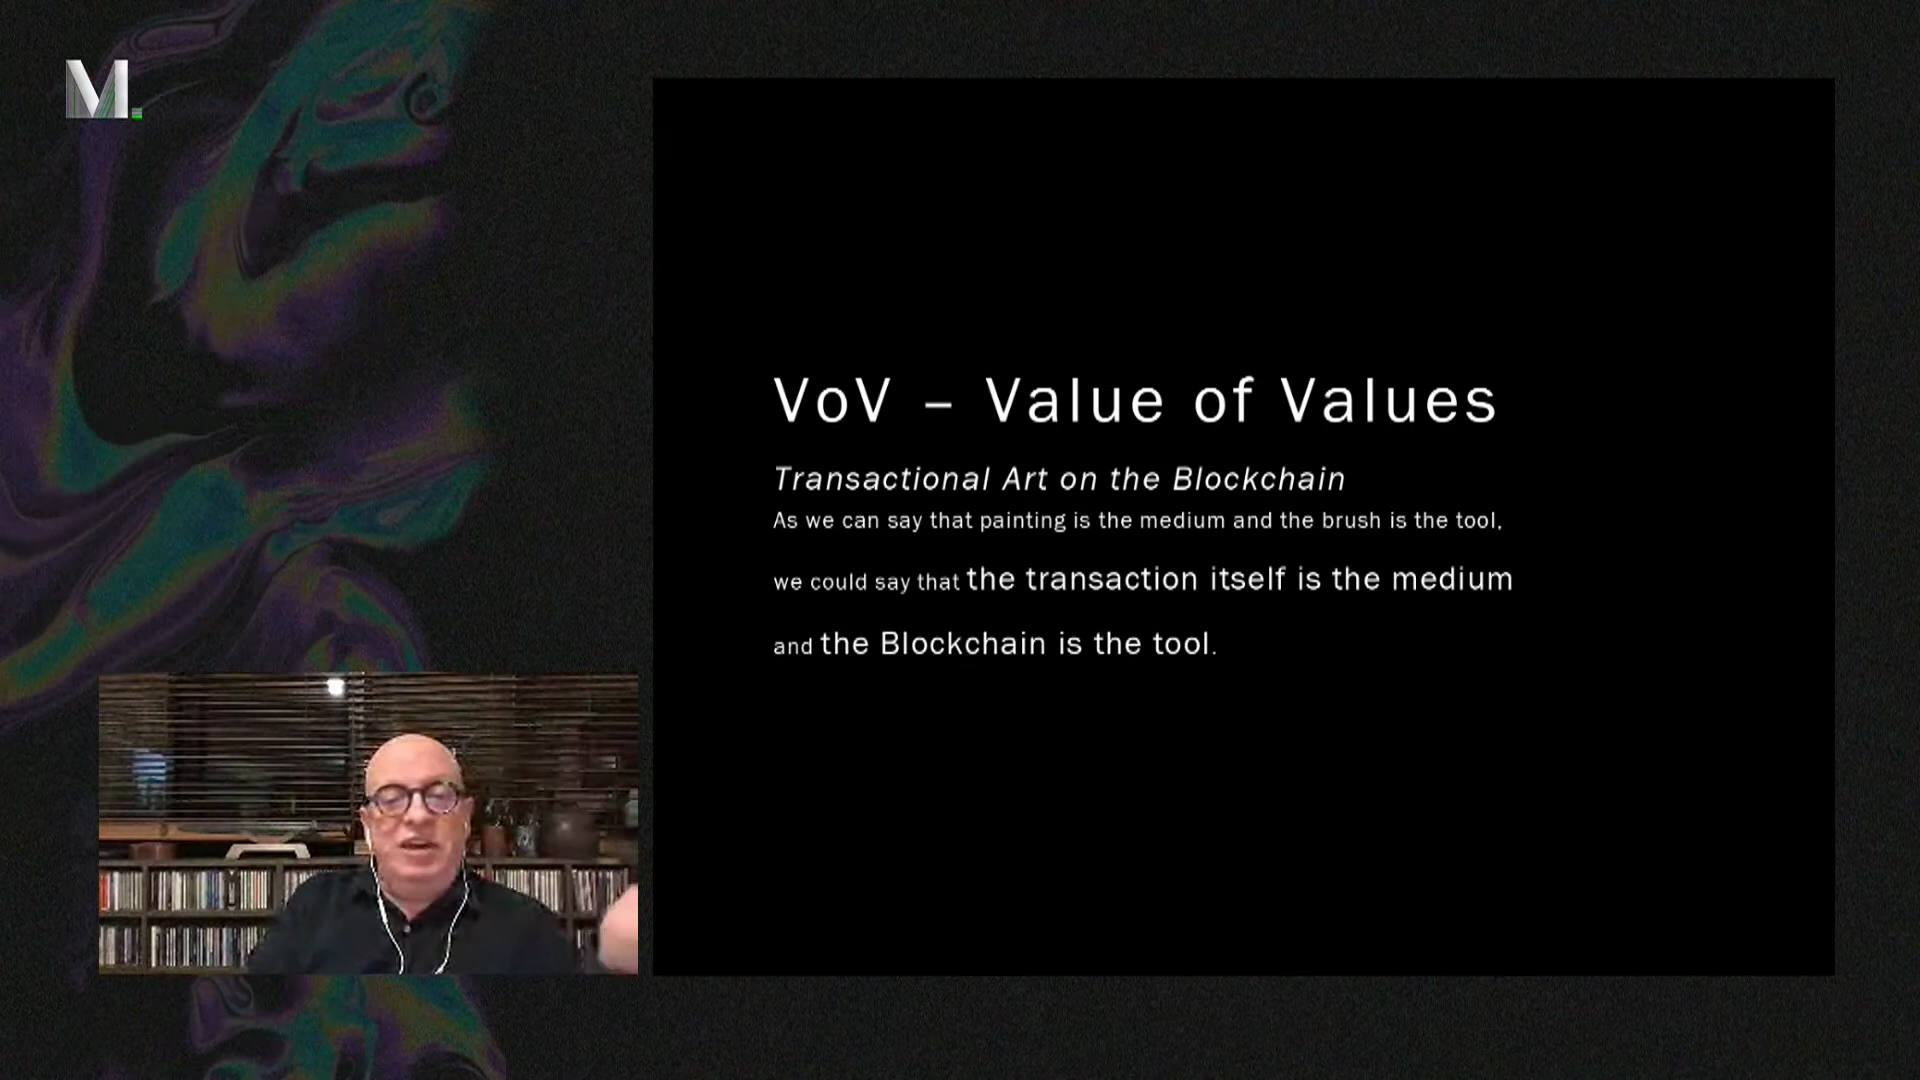 M.
VoV – Value of Values
Transactional Art on the Blockchain
As we can say that painting is the medium and the brush is the tool,
we could say that the transaction itself is the medium
and the Blockchain is the tool.